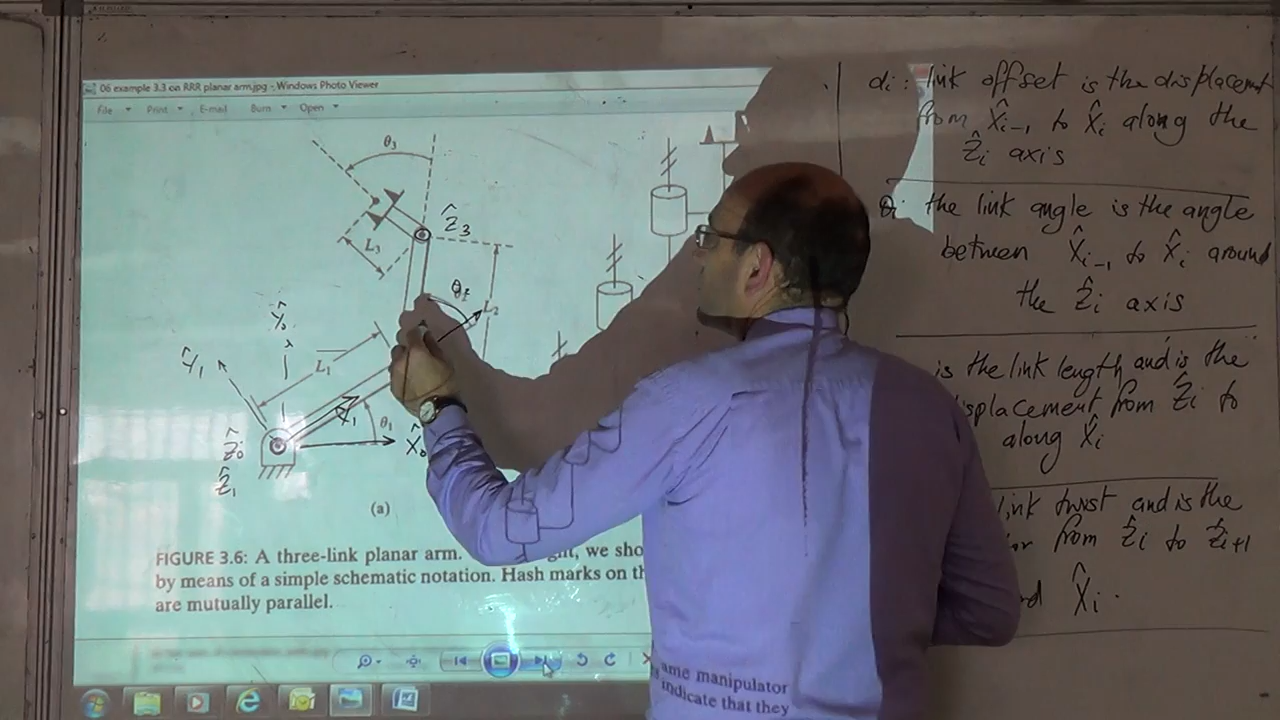 06 example 3.3 on RRR planar arm.jpg - Windows Photo Viewer
File Print E-mail Burn Open
θ3
Ẑ3
L3
θ2
L2
Ŷ0
Ŷ1
L1
X̂1
θ1
X̂0
Ẑ0
Ẑ1
(a)
FIGURE 3.6: A three-link planar arm. ht, we sho
by means of a simple schematic notation. Hash marks on th
are mutually parallel.
ame manipulator
indicate that they
di: link offset is the displacement
from X̂i-1 to X̂i along the
Ẑi axis
θi: the link angle is the angle
between X̂i-1 to X̂i around
the Ẑi axis
is the link length and is the
splacement from Ẑi to
along X̂i
link twist and is the
from Ẑi to Ẑi+1
X̂i.